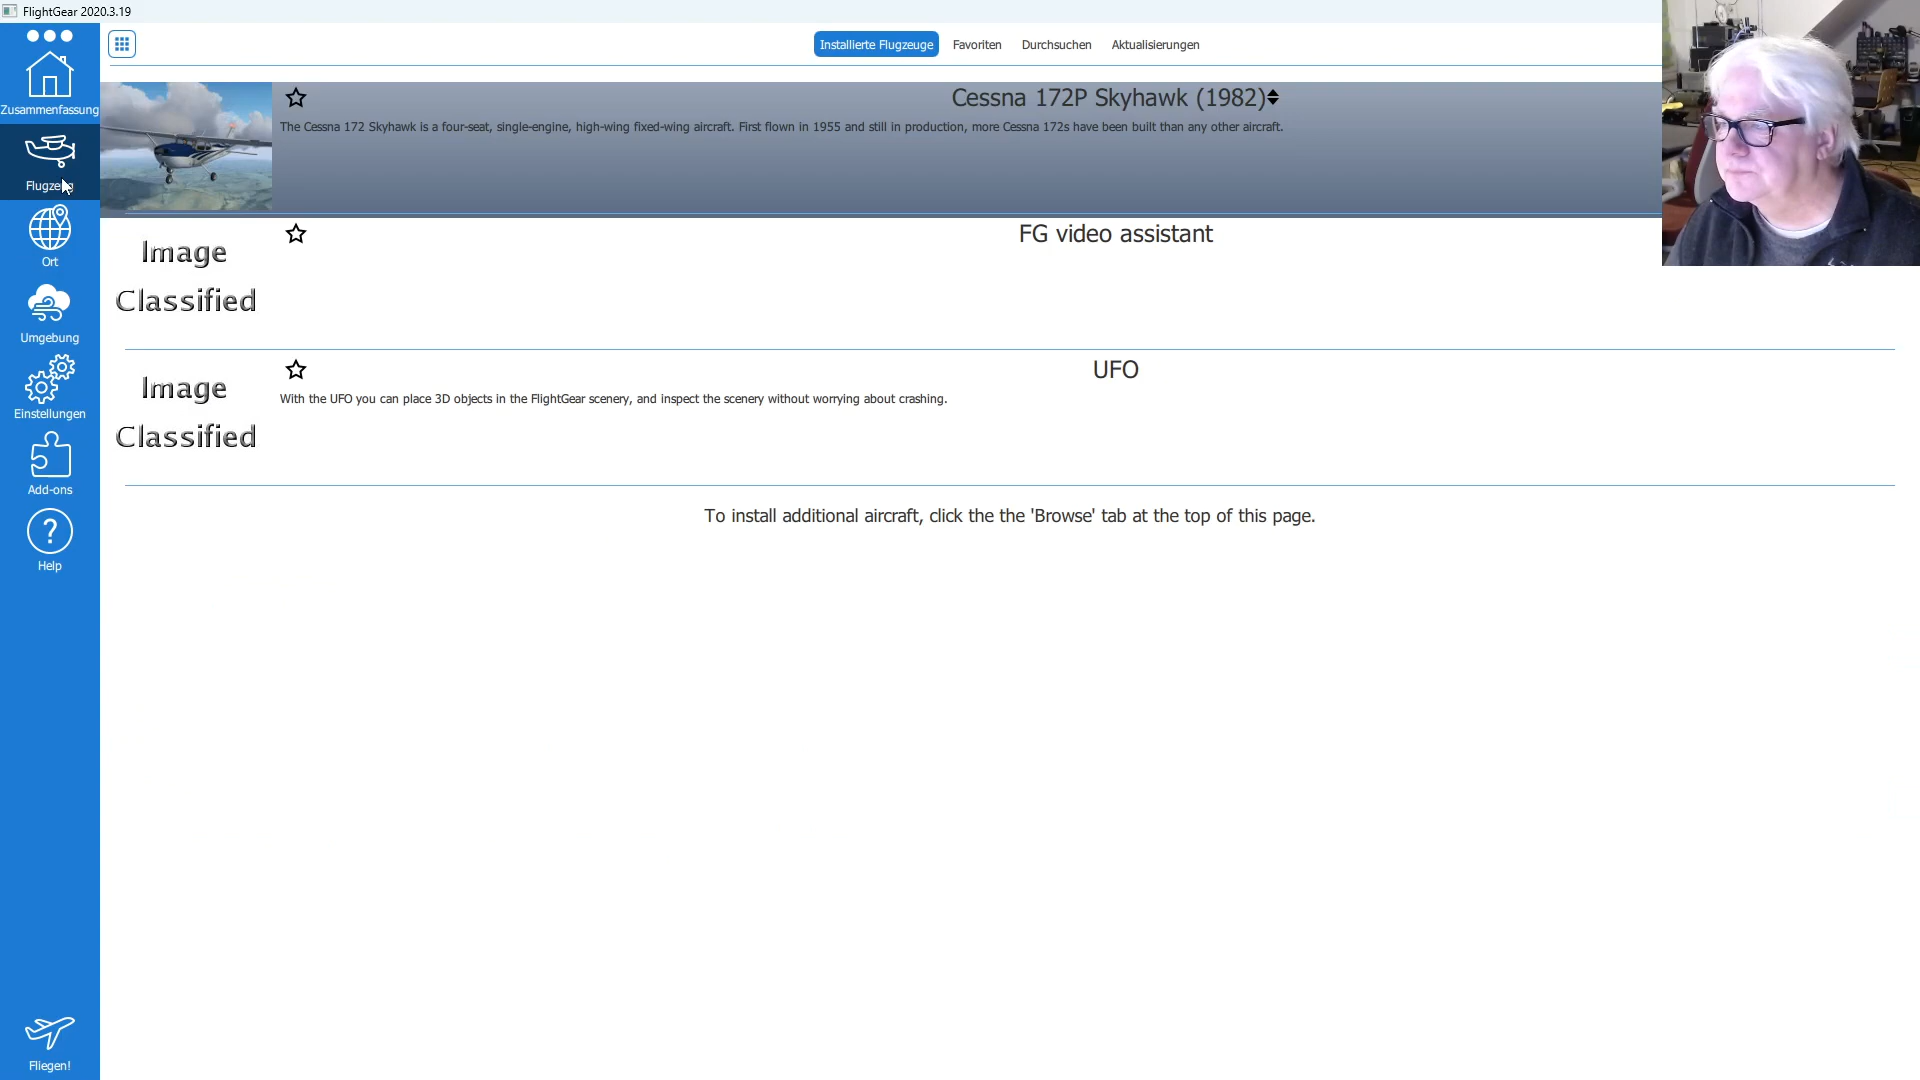 FlightGear 2020.3.19
Zusammenfassung
Flugzeug
Ort
Umgebung
Einstellungen
Add-ons
?
Help
Fliegen!
Installierte Flugzeuge Favoriten Durchsuchen Aktualisierungen
Cessna 172P Skyhawk (1982)
The Cessna 172 Skyhawk is a four-seat, single-engine, high-wing fixed-wing aircraft. First flown in 1955 and still in production, more Cessna 172s have been built than any other aircraft.
Image
Classified
FG video assistant
Image
Classified
UFO
With the UFO you can place 3D objects in the FlightGear scenery, and inspect the scenery without worrying about crashing.
To install additional aircraft, click the the 'Browse' tab at the top of this page.